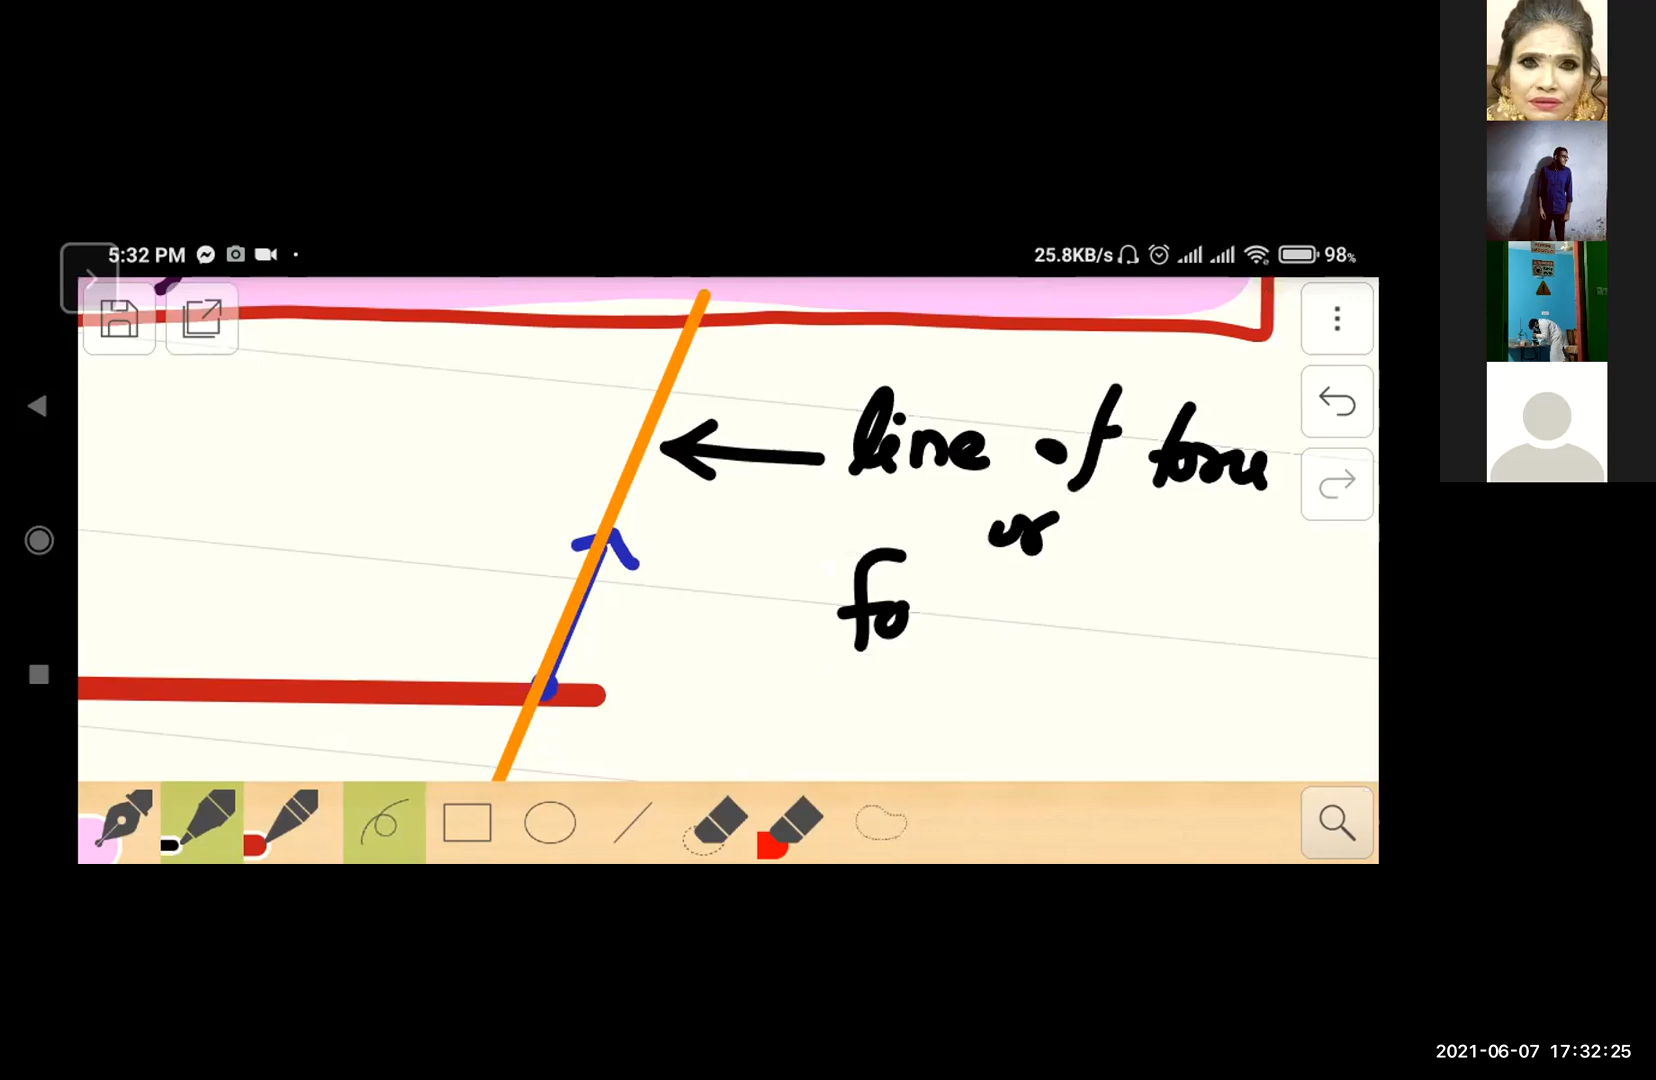 5:32 PM
25.8KB/s
98%
line of force
or
fo
2021-06-07 17:32:25